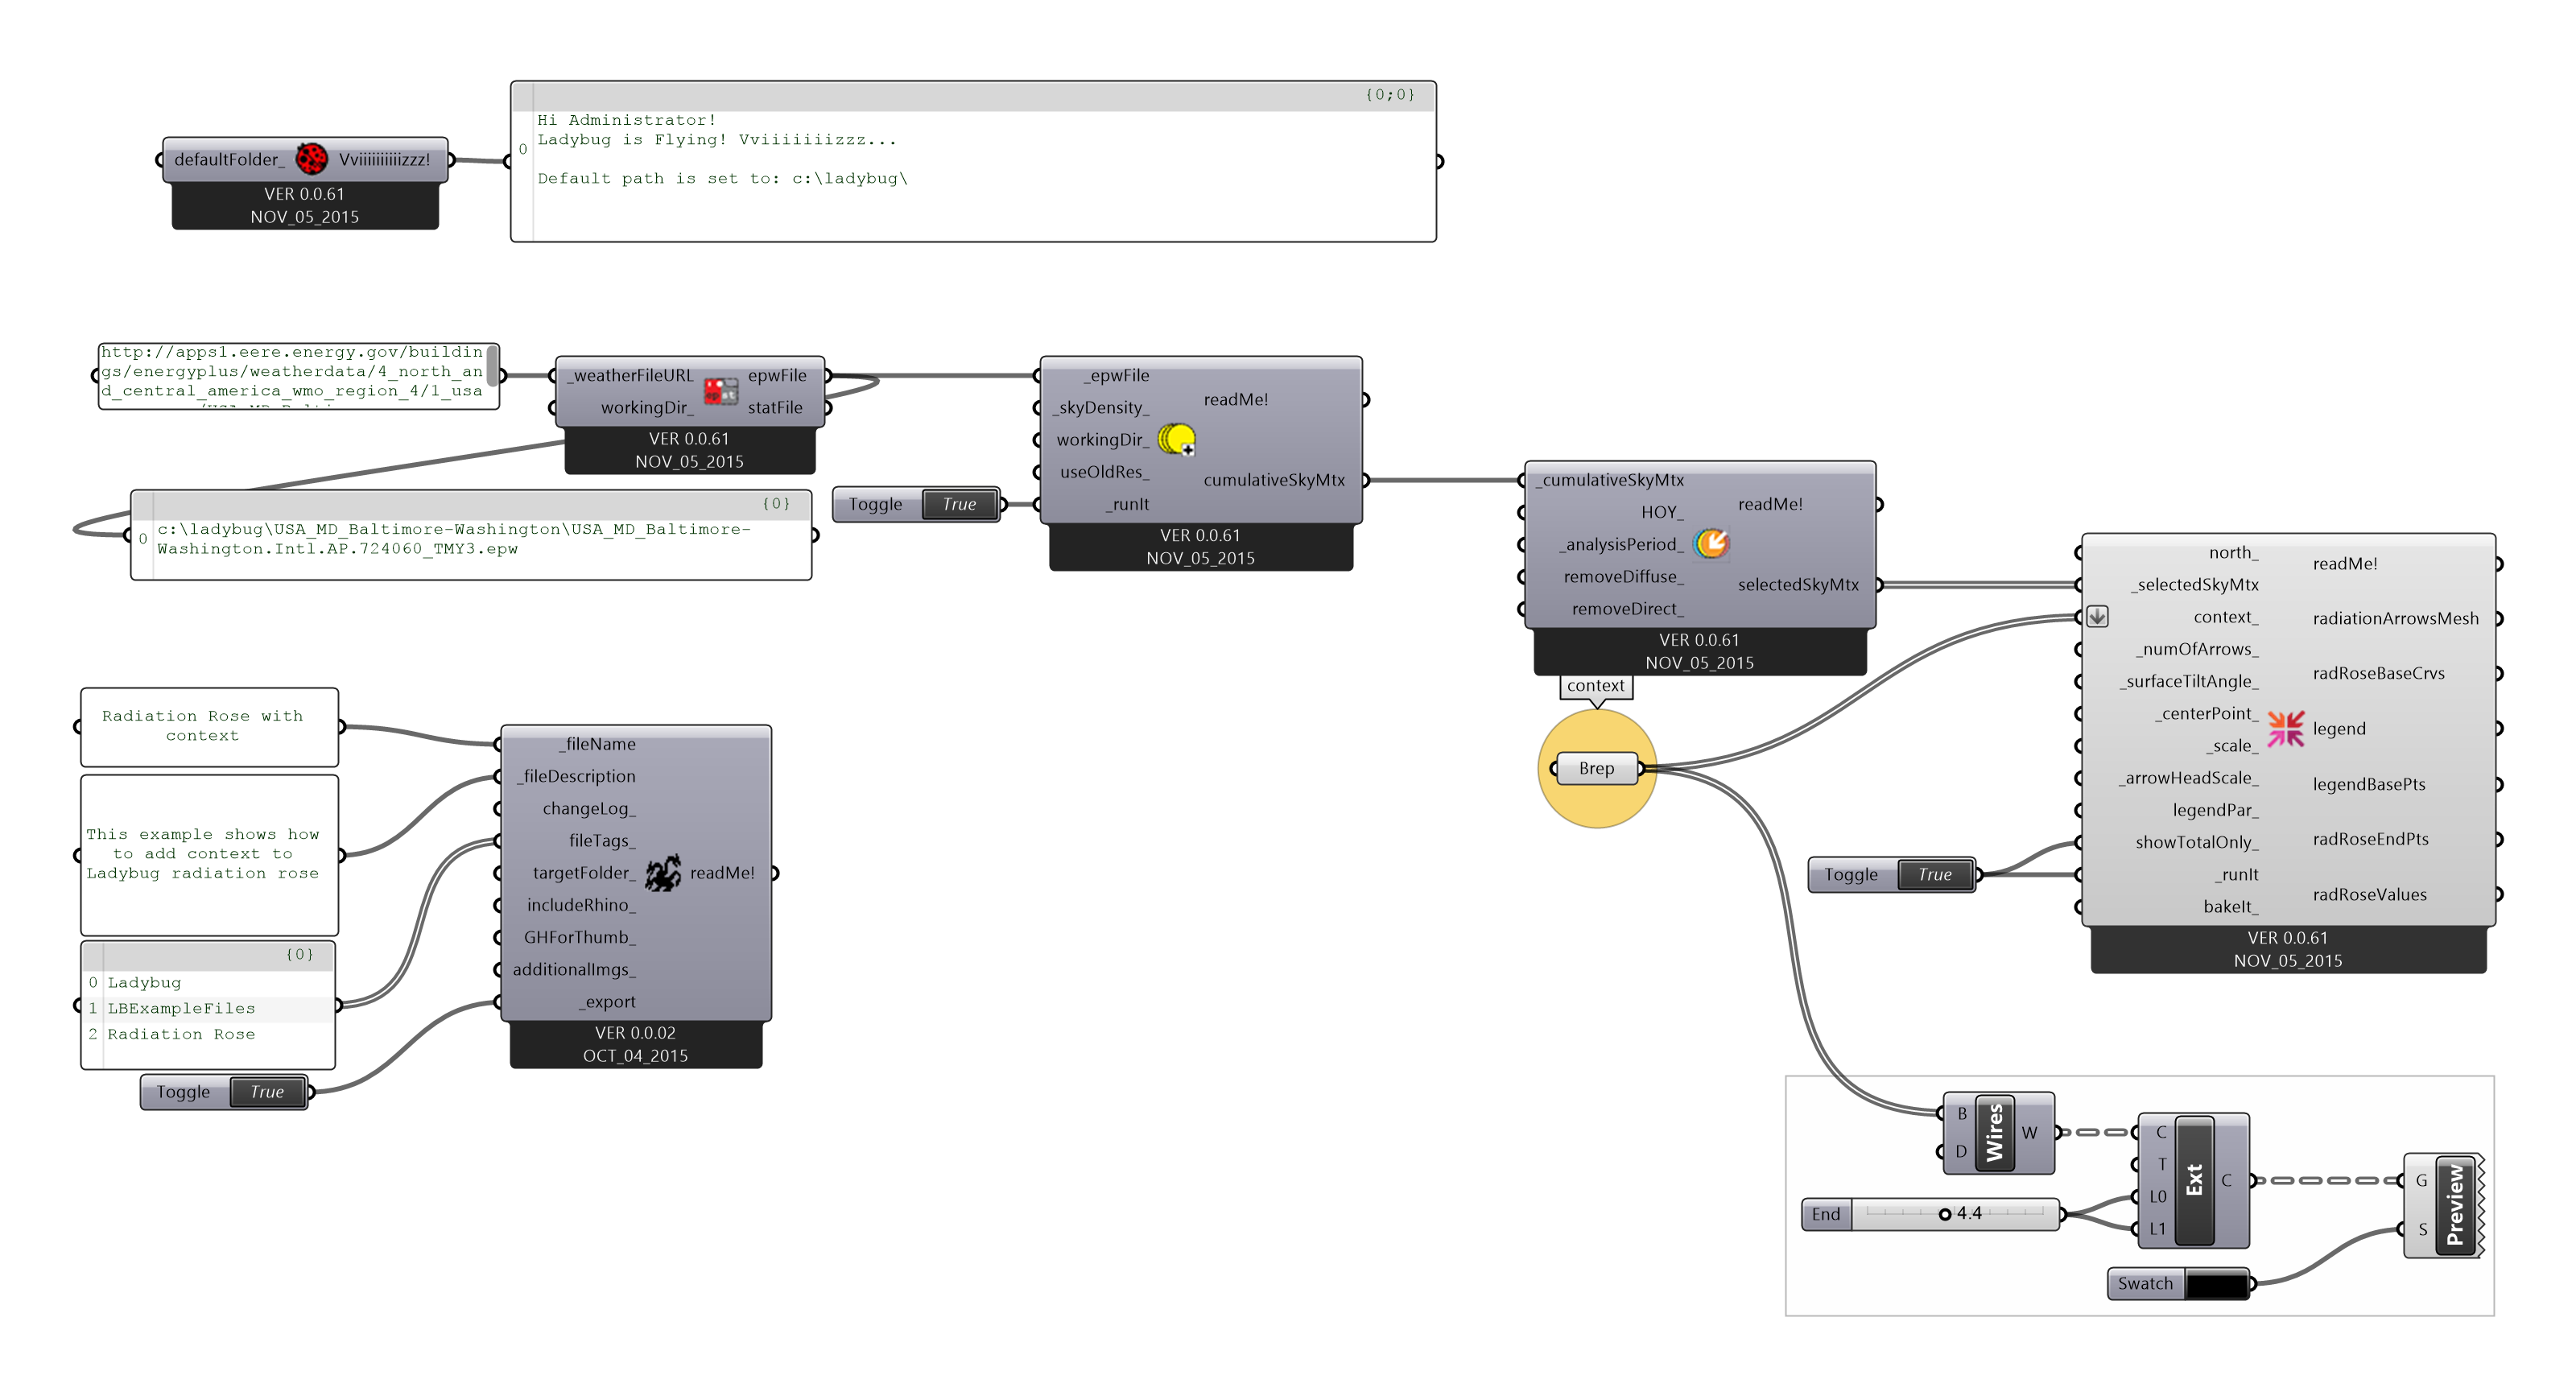 {0;0}
0
Hi Administrator!
Ladybug is Flying! Vviiiiiiizzz...
Default path is set to: c:\ladybug\
defaultFolder_
Vviiiiiiiiiizzz!
VER 0.0.61
NOV_05_2015
http://apps1.eere.energy.gov/buildin
gs/energyplus/weatherdata/4_north_an
d_central_america_wmo_region_4/1_usa
_weatherFileURL
workingDir_
epwFile
statFile
VER 0.0.61
NOV_05_2015
{0}
0
c:\ladybug\USA_MD_Baltimore-Washington\USA_MD_Baltimore-
Washington.Intl.AP.724060_TMY3.epw
Toggle
True
_epwFile
_skyDensity_
workingDir_
useOldRes_
_runIt
readMe!
cumulativeSkyMtx
VER 0.0.61
NOV_05_2015
_cumulativeSkyMtx
HOY_
_analysisPeriod_
removeDiffuse_
removeDirect_
readMe!
selectedSkyMtx
VER 0.0.61
NOV_05_2015
context
Brep
north_
_selectedSkyMtx
context_
_numOfArrows_
_surfaceTiltAngle_
_centerPoint_
_scale_
_arrowHeadScale_
legendPar_
showTotalOnly_
_runIt
bakeIt_
readMe!
radiationArrowsMesh
radRoseBaseCrvs
legend
legendBasePts
radRoseEndPts
radRoseValues
VER 0.0.61
NOV_05_2015
Toggle
True
Radiation Rose with
context
This example shows how
to add context to
Ladybug radiation rose
{0}
0 Ladybug
1 LBExampleFiles
2 Radiation Rose
Toggle
True
_fileName
_fileDescription
changeLog_
fileTags_
targetFolder_
includeRhino_
GHForThumb_
additionalImgs_
_export
readMe!
VER 0.0.02
OCT_04_2015
B
D
Wires
W
C
T
L0
L1
Ext
C
End
4.4
Swatch
G
S
Preview